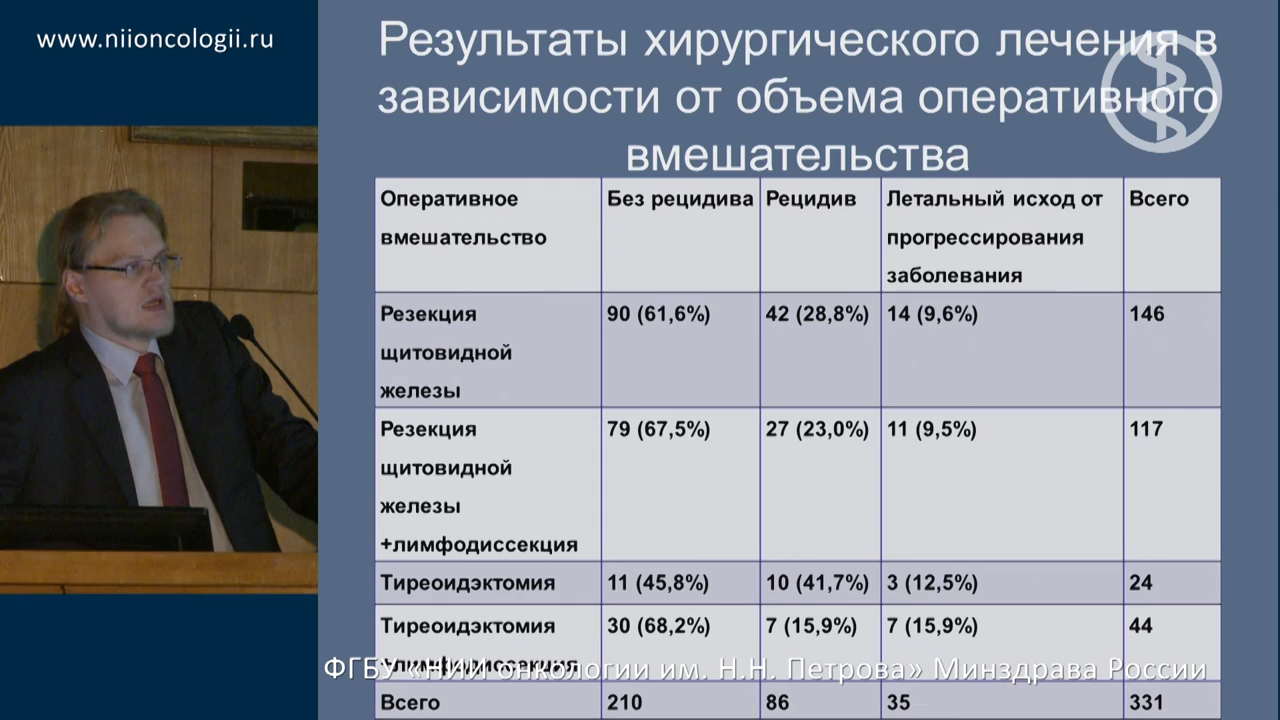 www.niioncologii.ru
Результаты хирургического лечения в
зависимости от объема оперативного
вмешательства
Оперативное вмешательство | Без рецидива | Рецидив | Летальный исход от прогрессирования заболевания | Всего
Резекция щитовидной железы | 90 (61,6%) | 42 (28,8%) | 14 (9,6%) | 146
Резекция щитовидной железы +лимфодиссекция | 79 (67,5%) | 27 (23,0%) | 11 (9,5%) | 117
Тиреоидэктомия | 11 (45,8%) | 10 (41,7%) | 3 (12,5%) | 24
Тиреоидэктомия +лимфодиссекция | 30 (68,2%) | 7 (15,9%) | 7 (15,9%) | 44
ФГБУ «НИИ онкологии им. Н.Н. Петрова» Минздрава России
Всего | 210 | 86 | 35 | 331